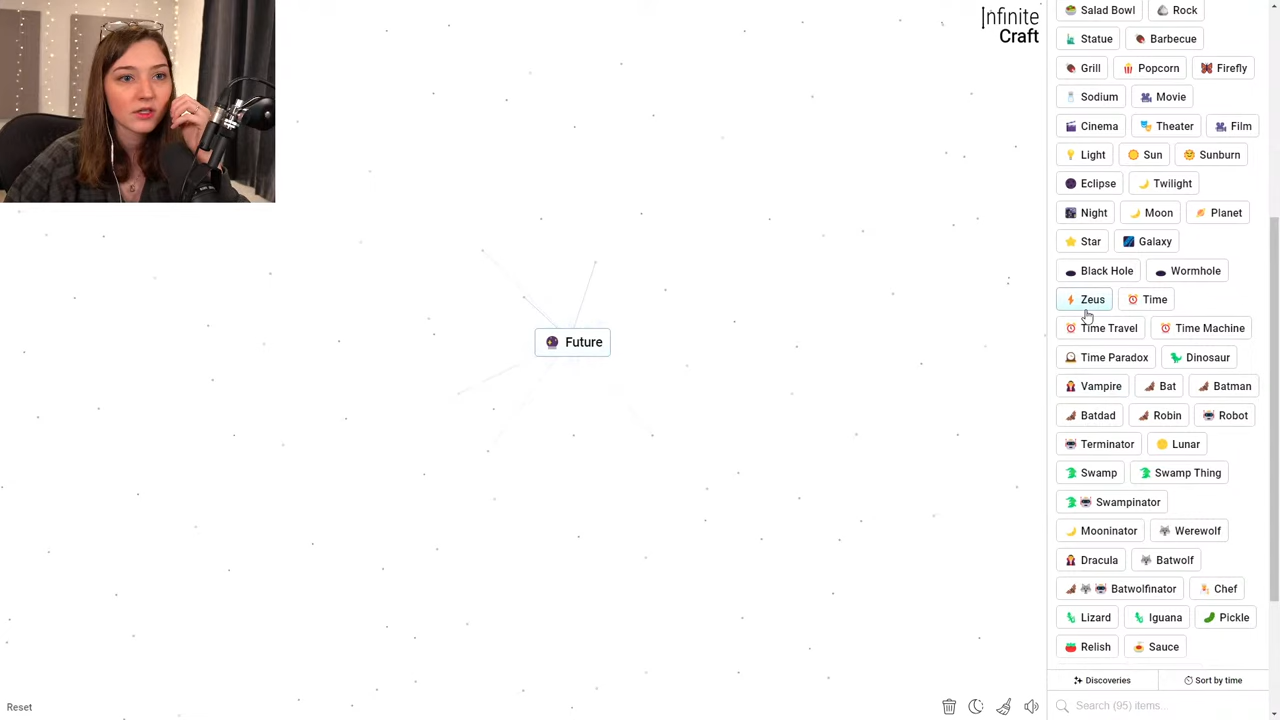 Infinite
Craft
Salad Bowl Rock
Statue Barbecue
Grill Popcorn Firefly
Sodium Movie
Cinema Theater Film
Light Sun Sunburn
Eclipse Twilight
Night Moon Planet
Star Galaxy
Black Hole Wormhole
Zeus Time
Time Travel Time Machine
Future
Time Paradox Dinosaur
Vampire Bat Batman
Batdad Robin Robot
Terminator Lunar
Swamp Swamp Thing
Swampinator
Mooninator Werewolf
Dracula Batwolf
Batwolfinator Chef
Lizard Iguana Pickle
Relish Sauce
Discoveries Sort by time
Reset
Search (95) items...